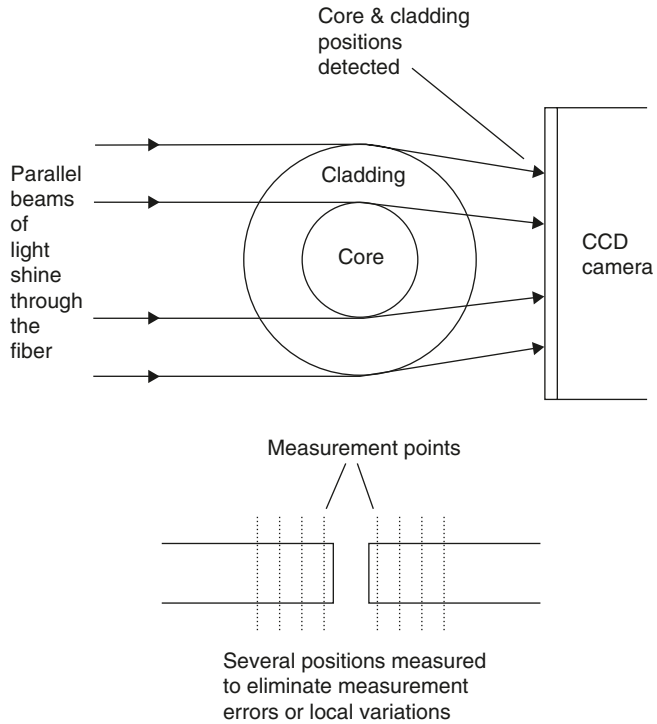 Core & cladding
positions
detected
Parallel
beams
of
light
shine
through
the
fiber
Cladding
Core
CCD
camera
Measurement points
Several positions measured
to eliminate measurement
errors or local variations